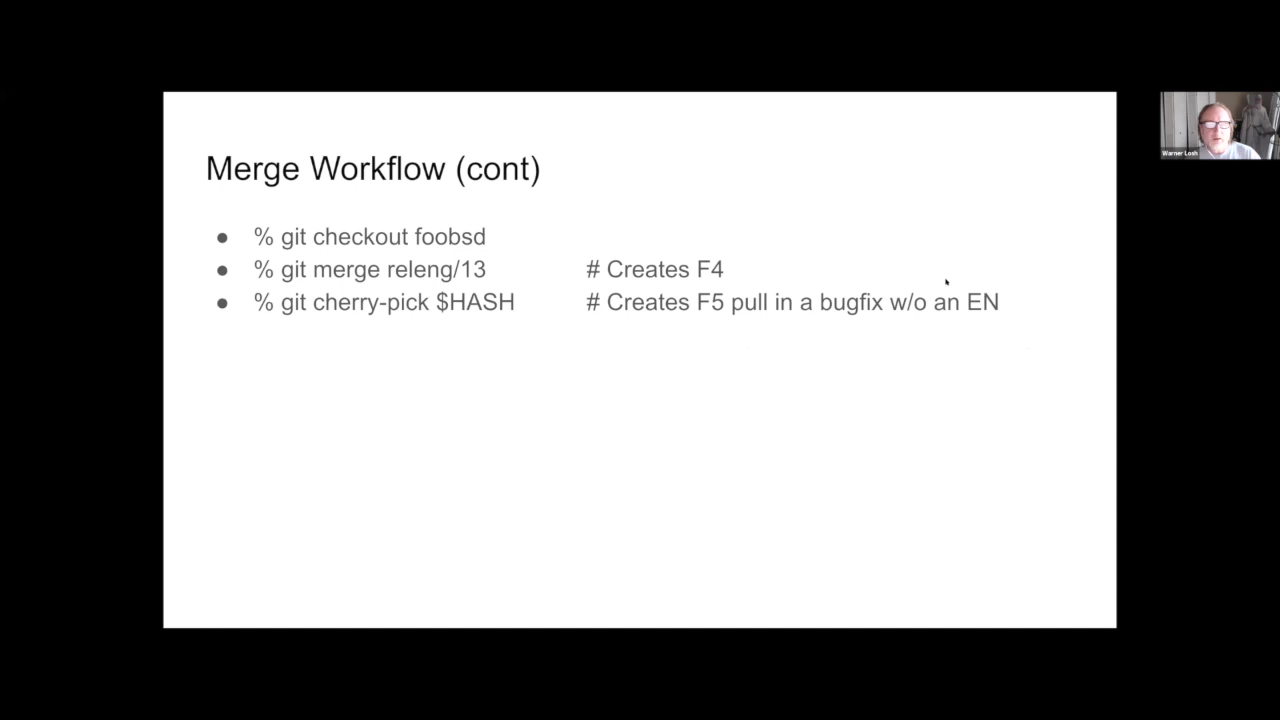 Merge Workflow (cont)
● % git checkout foobsd
● % git merge releng/13 # Creates F4
● % git cherry-pick $HASH # Creates F5 pull in a bugfix w/o an EN
Warner Losh